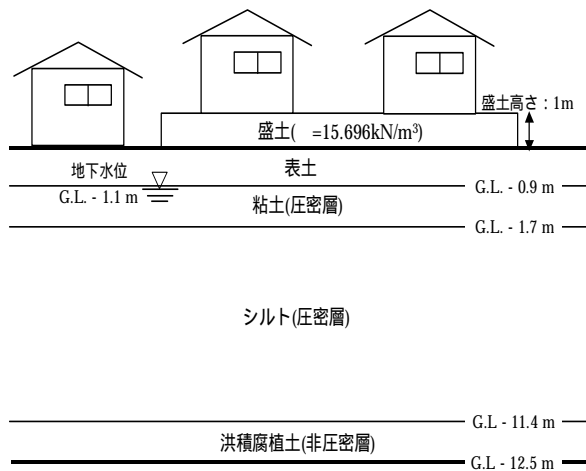 盛土高さ : 1m
盛土( =15.696kN/m³)
表土
地下水位
G.L. - 1.1 m
G.L. - 0.9 m
粘土(圧密層)
G.L. - 1.7 m
シルト(圧密層)
G.L - 11.4 m
洪積腐植土(非圧密層)
G.L - 12.5 m